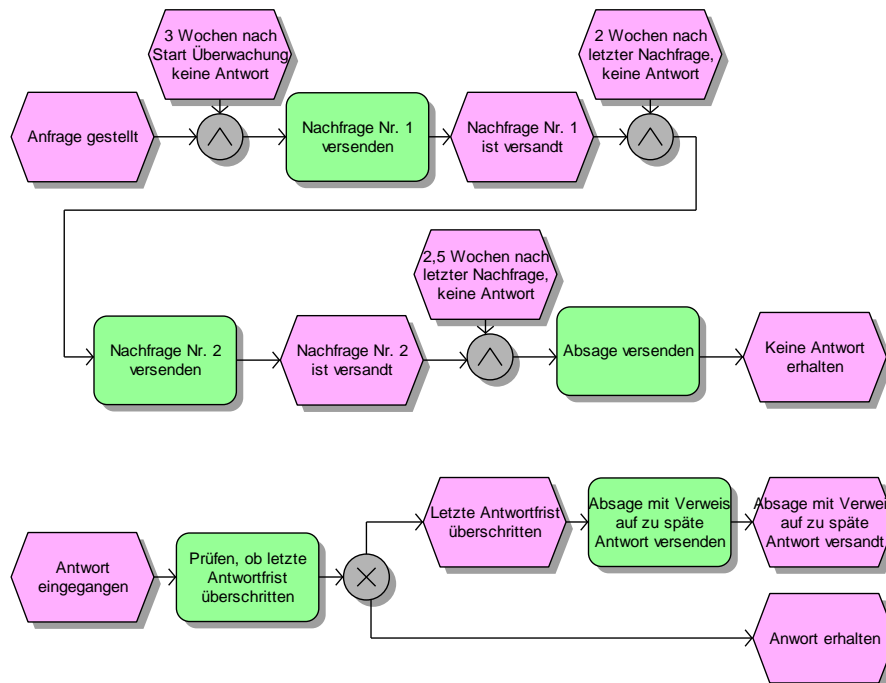 3 Wochen nach
Start Überwachung
keine Antwort
2 Wochen nach
letzter Nachfrage,
keine Antwort
Anfrage gestellt
Nachfrage Nr. 1
versenden
Nachfrage Nr. 1
ist versandt
2,5 Wochen nach
letzter Nachfrage,
keine Antwort
Nachfrage Nr. 2
versenden
Nachfrage Nr. 2
ist versandt
Absage versenden
Keine Antwort
erhalten
Letzte Antwortfrist
überschritten
Absage mit Verweis
auf zu späte
Antwort versenden
Absage mit Verweis
auf zu späte
Antwort versandt
Antwort
eingegangen
Prüfen, ob letzte
Antwortfrist
überschritten
Anwort erhalten